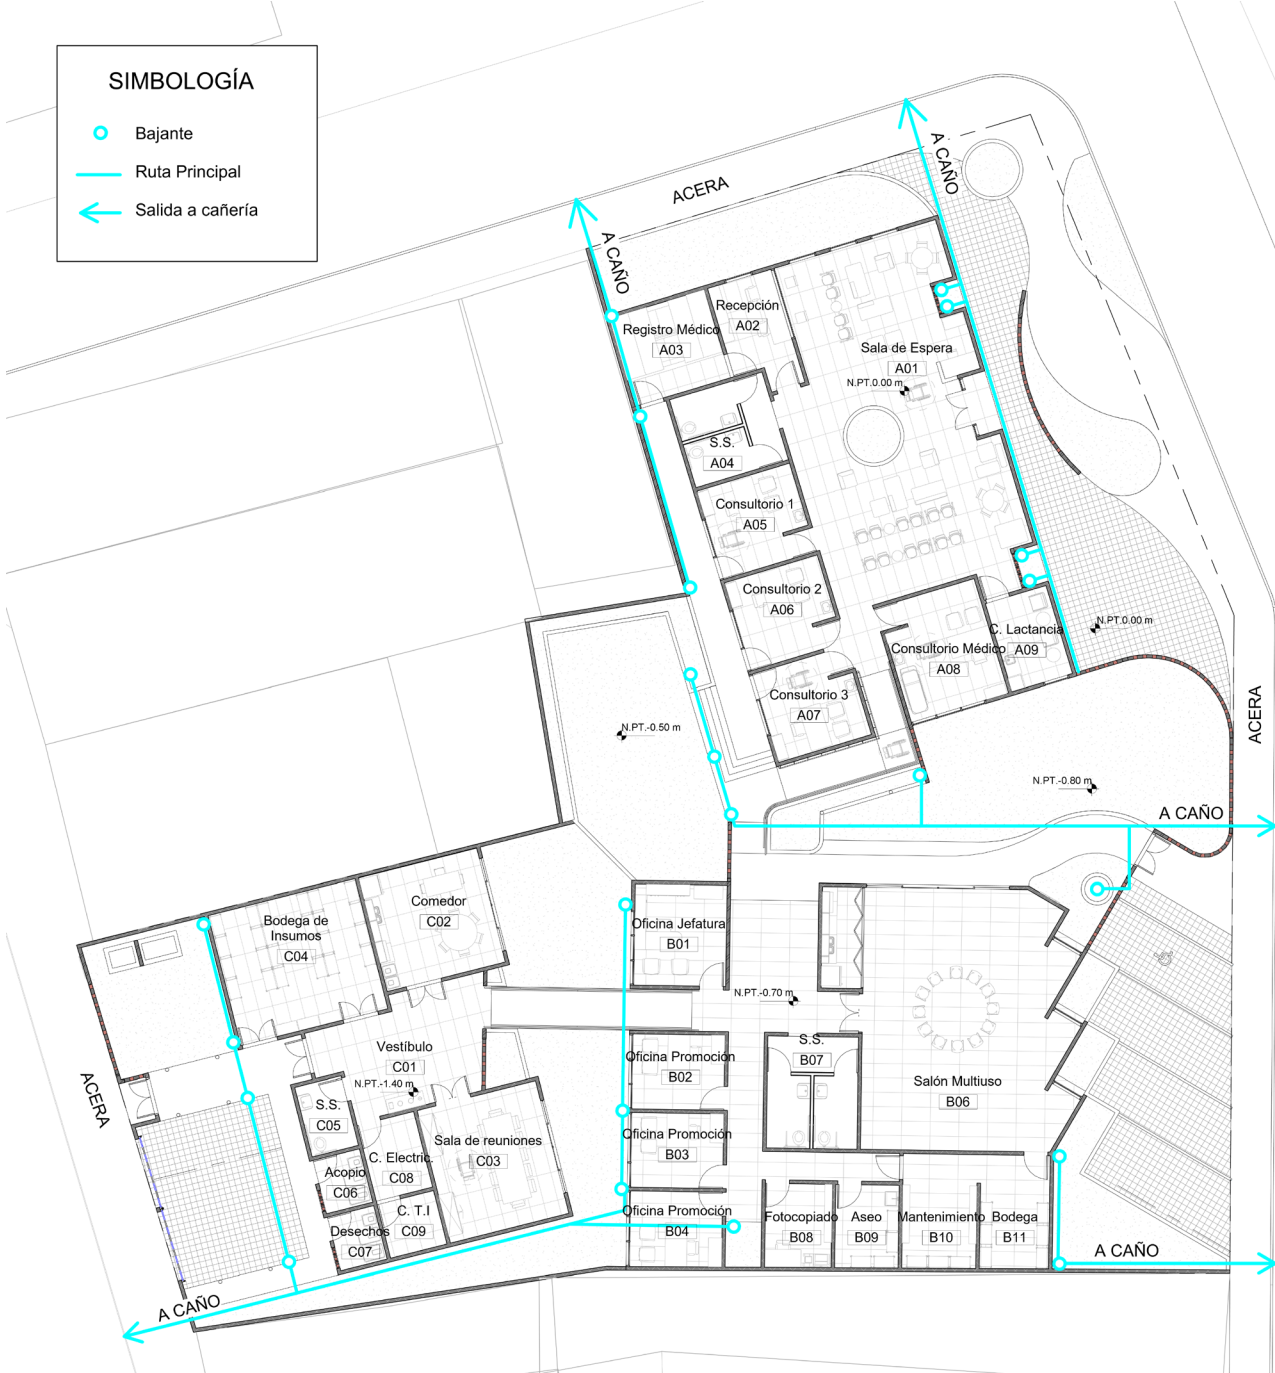 SIMBOLOGÍA
Bajante
Ruta Principal
Salida a cañería
ACERA
A CAÑO
A CAÑO
Recepción
A02
Registro Médico
A03
Sala de Espera
A01
N.PT.0.00 m
S.S.
A04
Consultorio 1
A05
Consultorio 2
A06
C. Lactancia
A09
N.PT.0.00 m
Consultorio Médico
A08
Consultorio 3
A07
ACERA
N.PT.-0.50 m
N.PT.-0.80 m
A CAÑO
Comedor
C02
Bodega de
Insumos
C04
Oficina Jefatura
B01
N.PT.-0.70 m
Vestíbulo
C01
N.PT.-1.40 m
S.S.
B07
Oficina Promoción
B02
Salón Multiuso
B06
ACERA
S.S.
C05
Sala de reuniones
C03
Oficina Promoción
B03
C. Electric.
C08
Acopio
C06
C. T.I
C09
Desechos
C07
Oficina Promoción
B04
Fotocopiado
B08
Aseo
B09
Mantenimiento
B10
Bodega
B11
A CAÑO
A CAÑO